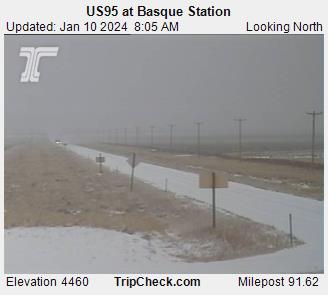 US95 at Basque Station
Updated: Jan 10 2024 8:05 AM Looking North
Elevation 4460 TripCheck.com Milepost 91.62